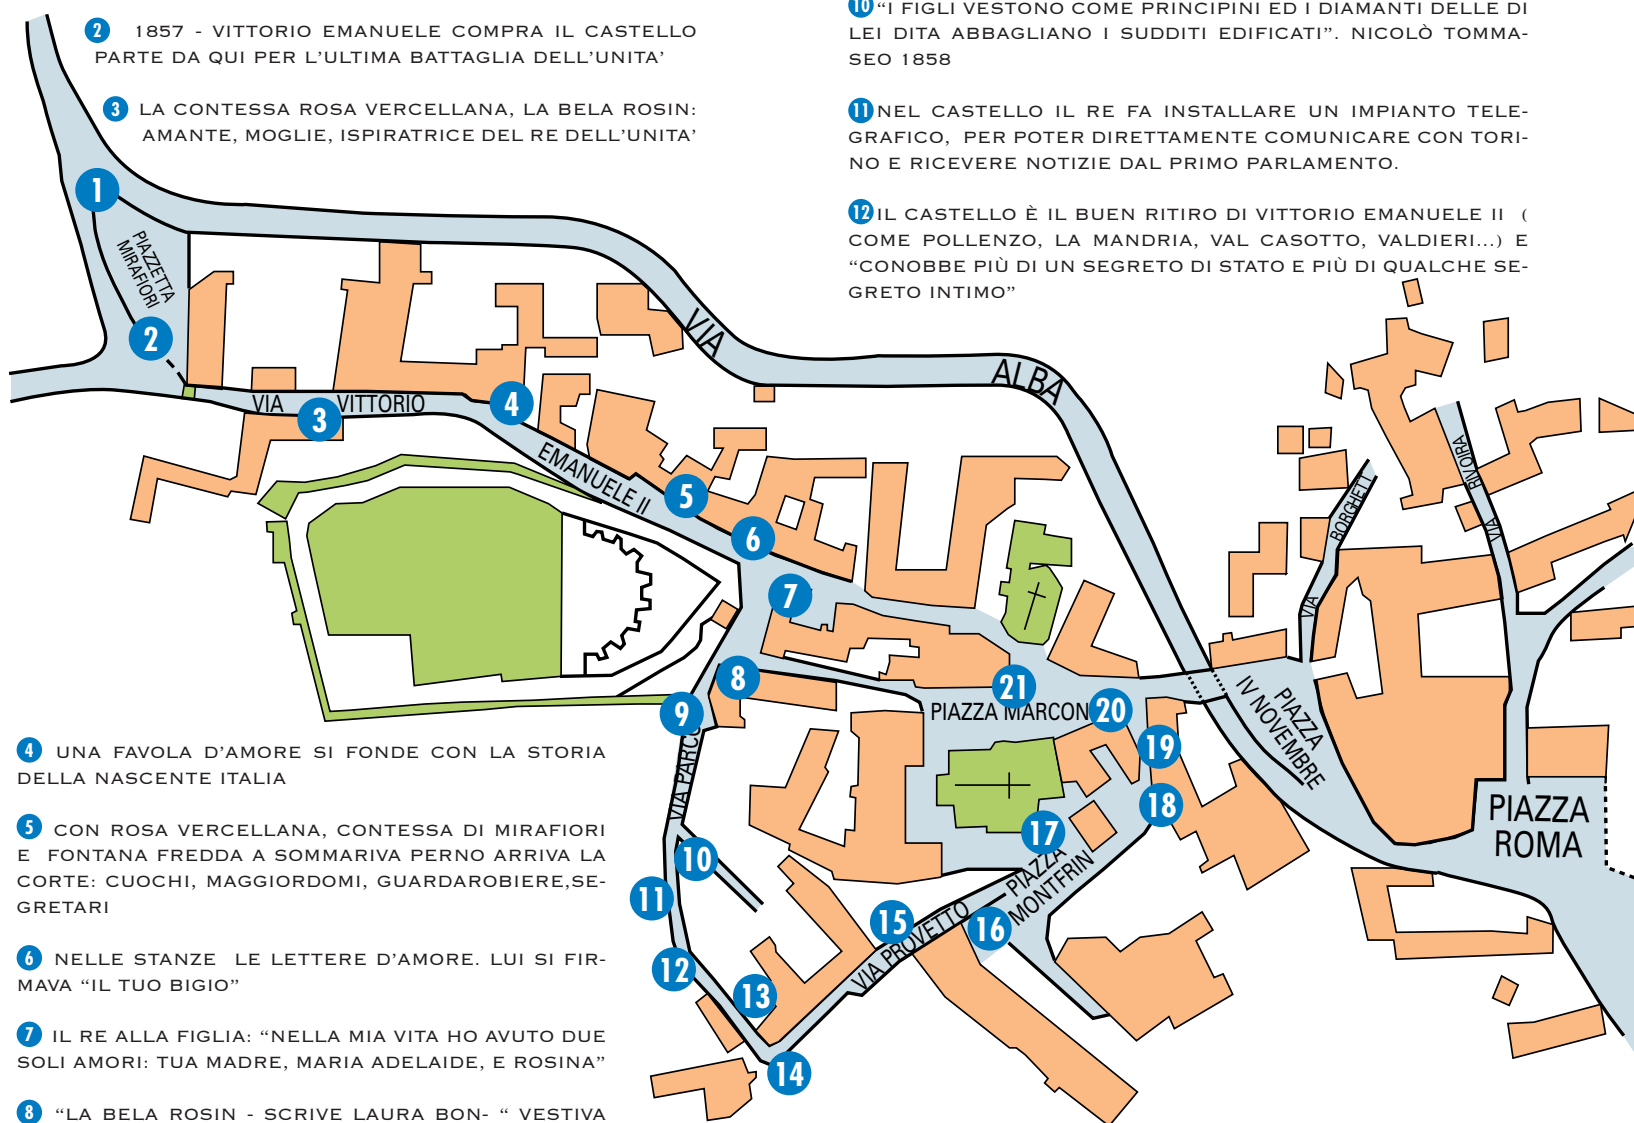 2 1857 - VITTORIO EMANUELE COMPRA IL CASTELLO
PARTE DA QUI PER L'ULTIMA BATTAGLIA DELL'UNITA'
3 LA CONTESSA ROSA VERCELLANA, LA BELA ROSIN:
AMANTE, MOGLIE, ISPIRATRICE DEL RE DELL'UNITA'
10 "I FIGLI VESTONO COME PRINCIPINI ED I DIAMANTI DELLE DI
LEI DITA ABBAGLIANO I SUDDITI EDIFICATI". NICOLÒ TOMMA-
SEO 1858
11 NEL CASTELLO IL RE FA INSTALLARE UN IMPIANTO TELE-
GRAFICO, PER POTER DIRETTAMENTE COMUNICARE CON TORI-
NO E RICEVERE NOTIZIE DAL PRIMO PARLAMENTO.
12 IL CASTELLO È IL BUEN RITIRO DI VITTORIO EMANUELE II (
COME POLLENZO, LA MANDRIA, VAL CASOTTO, VALDIERI...) E
"CONOBBE PIÙ DI UN SEGRETO DI STATO E PIÙ DI QUALCHE SE-
GRETO INTIMO"
1
PIAZZETTA
MIRAFIORI
2
VIA VITTORIO
3
4
EMANUELE II
5
6
7
8
9
VIA
ALBA
VIA BORGHETT
VIA RIVOIRA
21
PIAZZA MARCON
20
19
18
17
PIAZZA
IV NOVEMBRE
PIAZZA
ROMA
VIA PARCO
10
11
12
13
14
15
VIA PROVETTO
16
PIAZZA
MONTFRIN
4 UNA FAVOLA D'AMORE SI FONDE CON LA STORIA
DELLA NASCENTE ITALIA
5 CON ROSA VERCELLANA, CONTESSA DI MIRAFIORI
E FONTANA FREDDA A SOMMARIVA PERNO ARRIVA LA
CORTE: CUOCHI, MAGGIORDOMI, GUARDAROBIERE,SE-
GRETARI
6 NELLE STANZE LE LETTERE D'AMORE. LUI SI FIR-
MAVA "IL TUO BIGIO"
7 IL RE ALLA FIGLIA: "NELLA MIA VITA HO AVUTO DUE
SOLI AMORI: TUA MADRE, MARIA ADELAIDE, E ROSINA"
8 "LA BELA ROSIN - SCRIVE LAURA BON- " VESTIVA